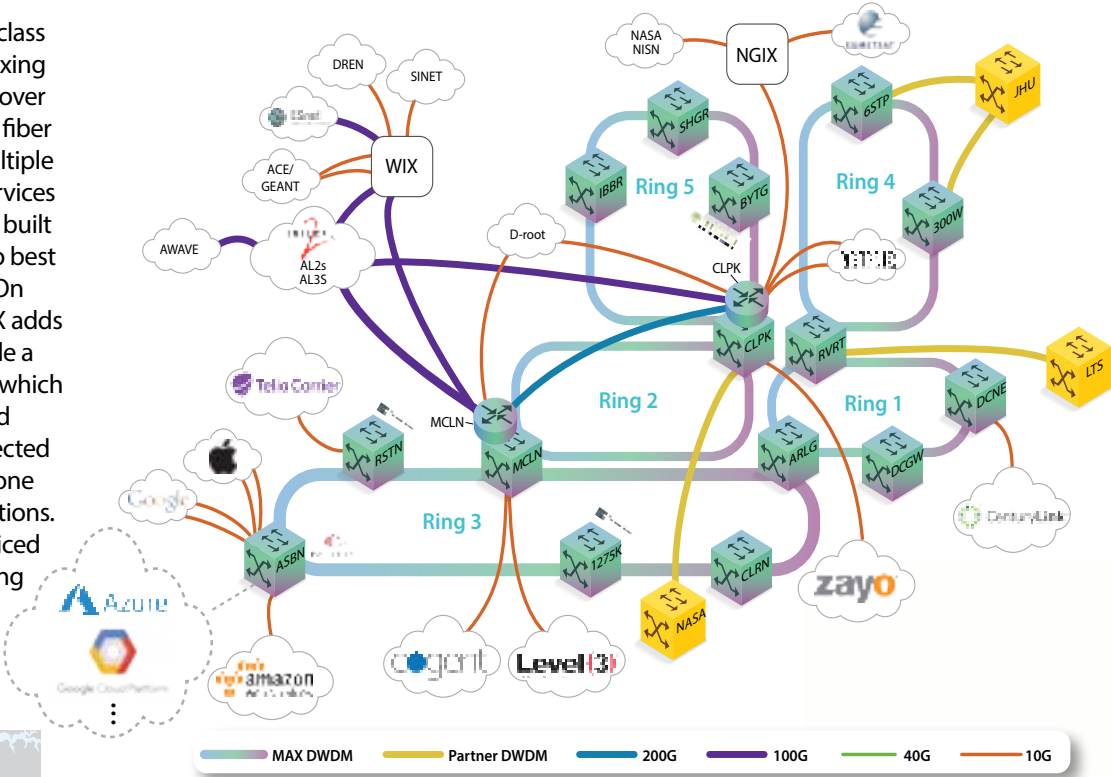 class
xing
over
fiber
ltiple
rvices
built
o best
On
X adds
le a
which
d
ected
one
tions.
iced
ng
NASA
NISN
NGIX
DREN
SINET
ESnet
WIX
ACE/
GEANT
AWAVE
AL2s
AL3S
D-root
CLPK
SHGR
IBBR
BYTG
Ring 5
6STP
JHU
Ring 4
300W
CLPK
RVRT
LTS
Ring 2
Ring 1
DCNE
DCGW
ARLG
Telia Carrier
MCLN
MCLN
RSTN
Google
Ring 3
ASBN
1275K
CLRN
CenturyLink
NASA
zayo
Azure
Google Cloud Platform
amazon
cogent
Level(3)
MAX DWDM
Partner DWDM
200G
100G
40G
10G